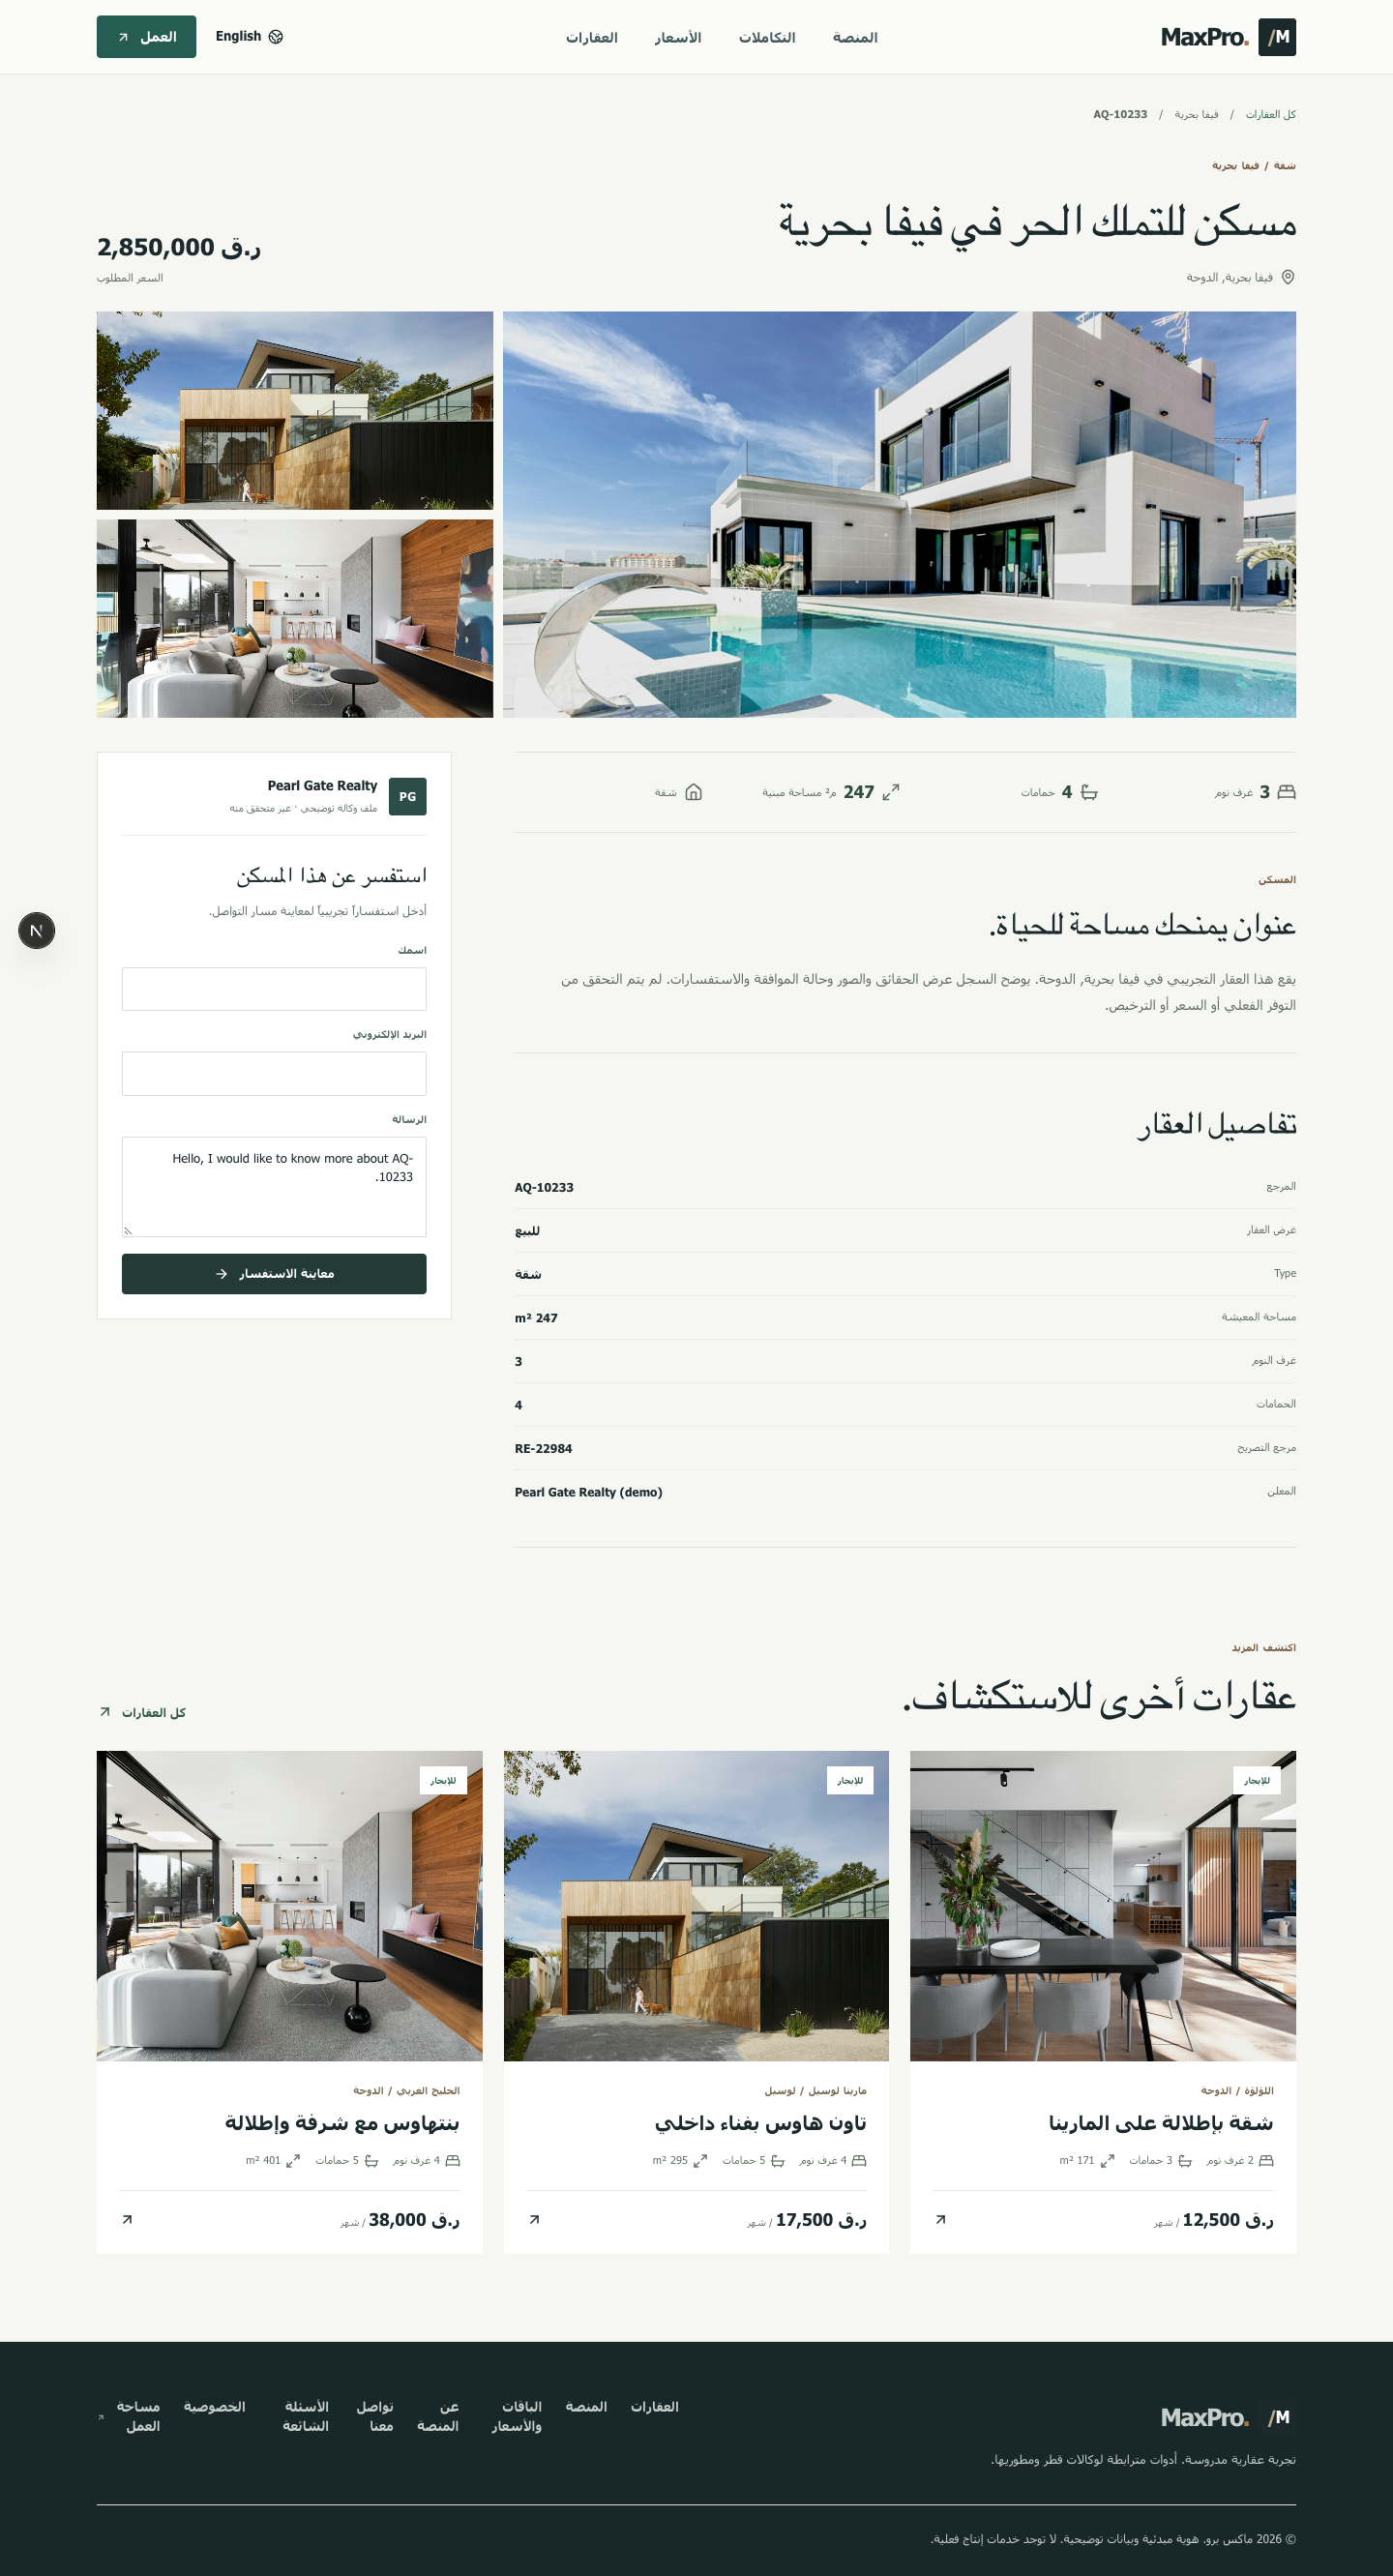 M/ MaxPro.
المنصة
التكاملات
الأسعار
العقارات
English
العمل
كل العقارات / فيفا بحرية / AQ-10233
شقة / فيفا بحرية
مسكن للتملك الحر في فيفا بحرية
فيفا بحرية, الدوحة
ر.ق 2,850,000
السعر المطلوب
3 غرف نوم
4 حمامات
247 م² مساحة مبنية
شقة
المسكن
عنوان يمنحك مساحة للحياة.
يقع هذا العقار التجريبي في فيفا بحرية, الدوحة. يوضح السجل عرض الحقائق والصور وحالة الموافقة والاستفسارات. لم يتم التحقق من
التوفر الفعلي أو السعر أو الترخيص.
تفاصيل العقار
المرجع AQ-10233
غرض العقار للبيع
Type شقة
مساحة المعيشة 247 m²
غرف النوم 3
الحمامات 4
مرجع التصريح RE-22984
المعلن Pearl Gate Realty (demo)
PG
Pearl Gate Realty
ملف وكالة توضيحي · غير متحقق منه
استفسر عن هذا المسكن
أدخل استفساراً تجريبياً لمعاينة مسار التواصل.
اسمك
البريد الإلكتروني
الرسالة
Hello, I would like to know more about AQ-
10233.
معاينة الاستفسار
اكتشف المزيد
عقارات أخرى للاستكشاف.
كل العقارات
للإيجار
اللؤلؤة / الدوحة
شقة بإطلالة على المارينا
2 غرف نوم 3 حمامات 171 m²
ر.ق 12,500 / شهر
للإيجار
مارينا لوسيل / لوسيل
تاون هاوس بفناء داخلي
4 غرف نوم 5 حمامات 295 m²
ر.ق 17,500 / شهر
للإيجار
الخليج الغربي / الدوحة
بنتهاوس مع شرفة وإطلالة
4 غرف نوم 5 حمامات 401 m²
ر.ق 38,000 / شهر
M/ MaxPro.
تجربة عقارية مدروسة. أدوات مترابطة لوكالات قطر ومطوريها.
العقارات
المنصة
الباقات
والأسعار
عن
المنصة
تواصل
معنا
الأسئلة
الشائعة
الخصوصية
مساحة
العمل
© 2026 ماكس برو. هوية مبدئية وبيانات توضيحية. لا توجد خدمات إنتاج فعلية.